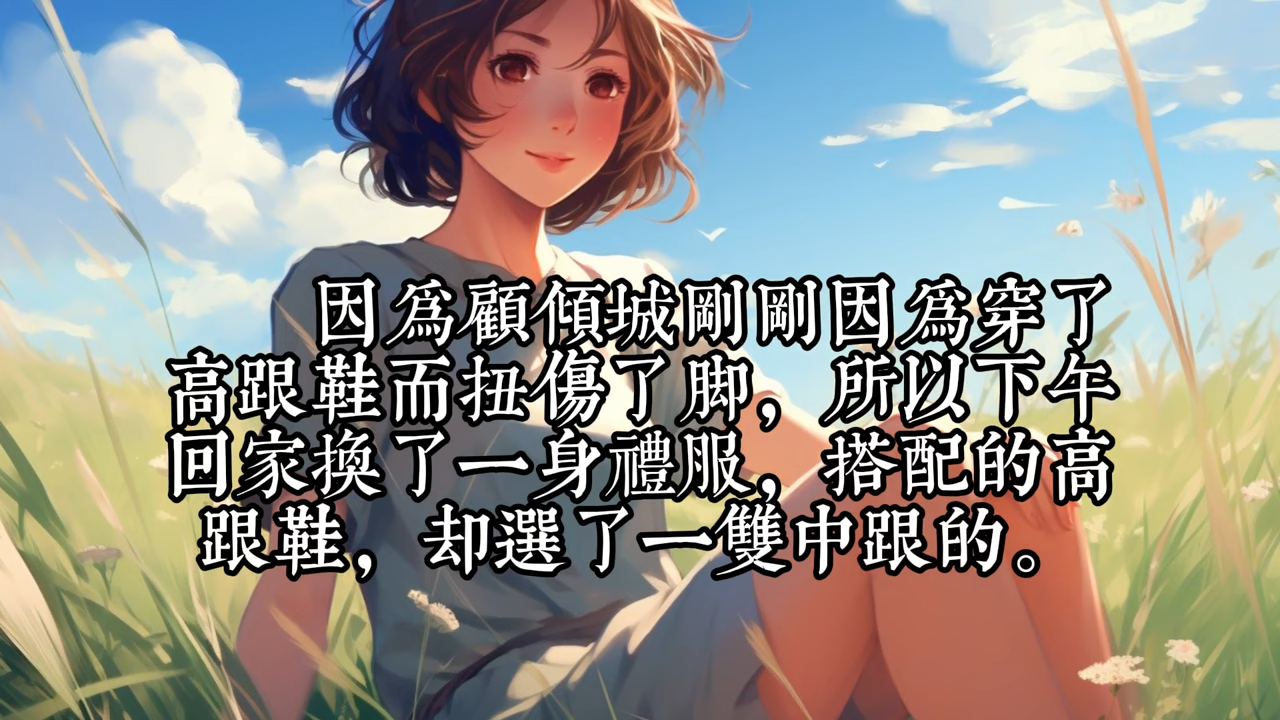 因為顧傾城剛剛因為穿了
高跟鞋而扭傷了脚，所以下午
回家換了一身禮服，搭配的高
跟鞋，却選了一雙中跟的。